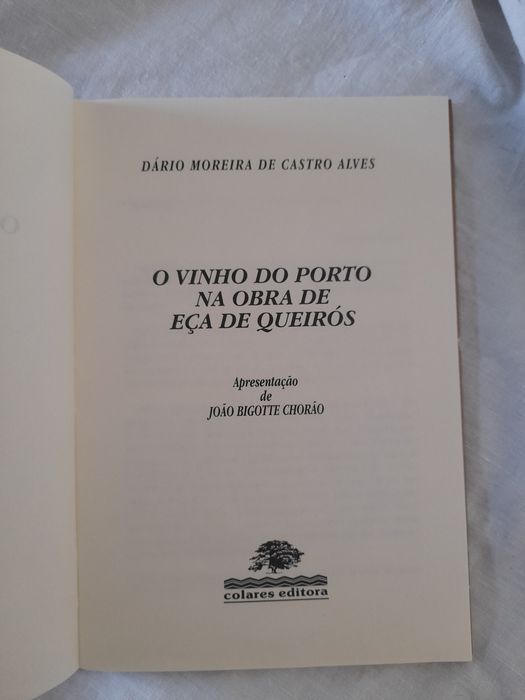 DÁRIO MOREIRA DE CASTRO ALVES
O VINHO DO PORTO
NA OBRA DE
EÇA DE QUEIRÓS
Apresentação
de
JOÃO BIGOTTE CHORÃO
colares editora